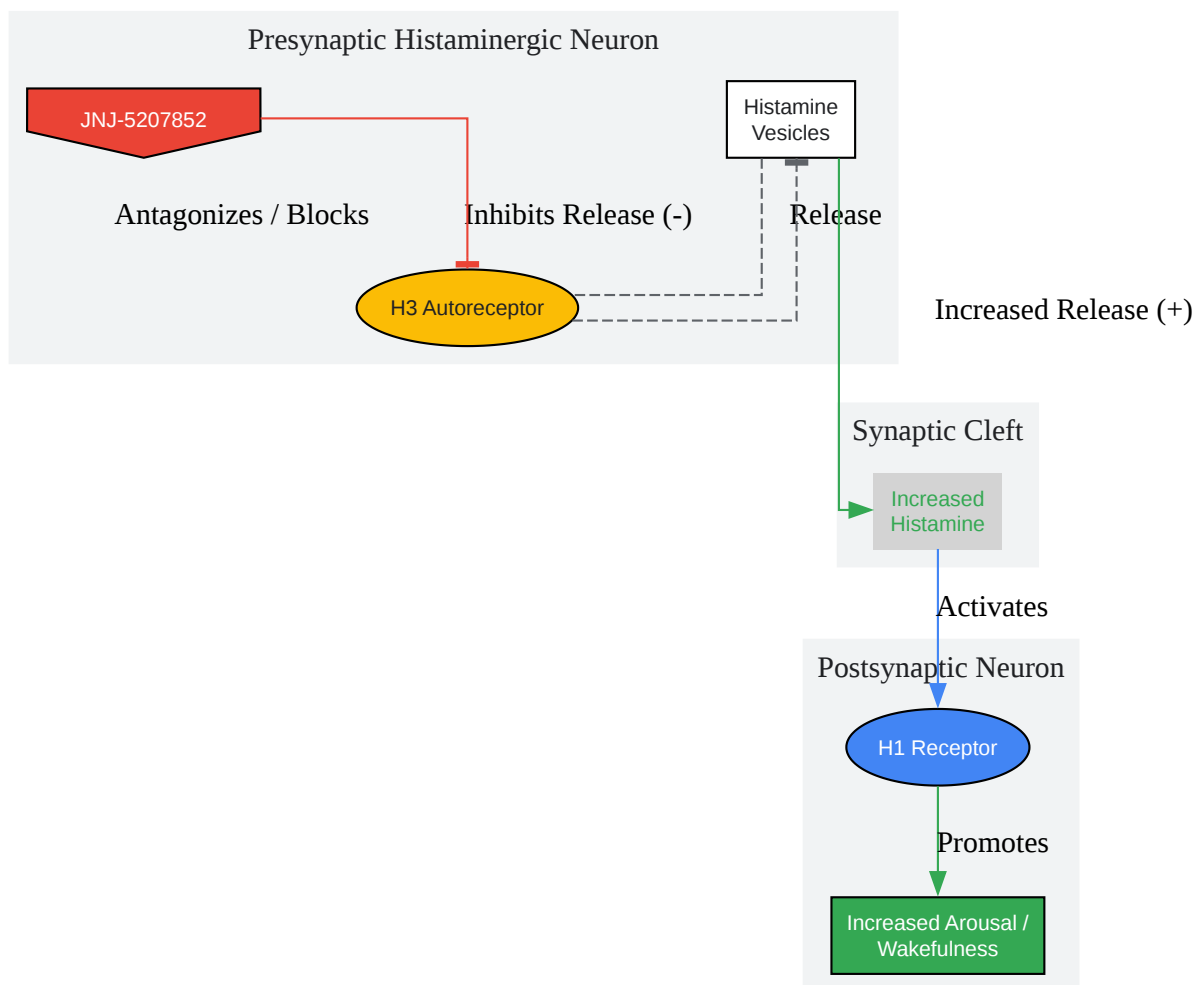 Presynaptic Histaminergic Neuron
JNJ-5207852
Histamine
Vesicles
Antagonizes / Blocks
Inhibits Release (-)
Release
H3 Autoreceptor
Increased Release (+)
Synaptic Cleft
Increased
Histamine
Activates
Postsynaptic Neuron
H1 Receptor
Promotes
Increased Arousal /
Wakefulness